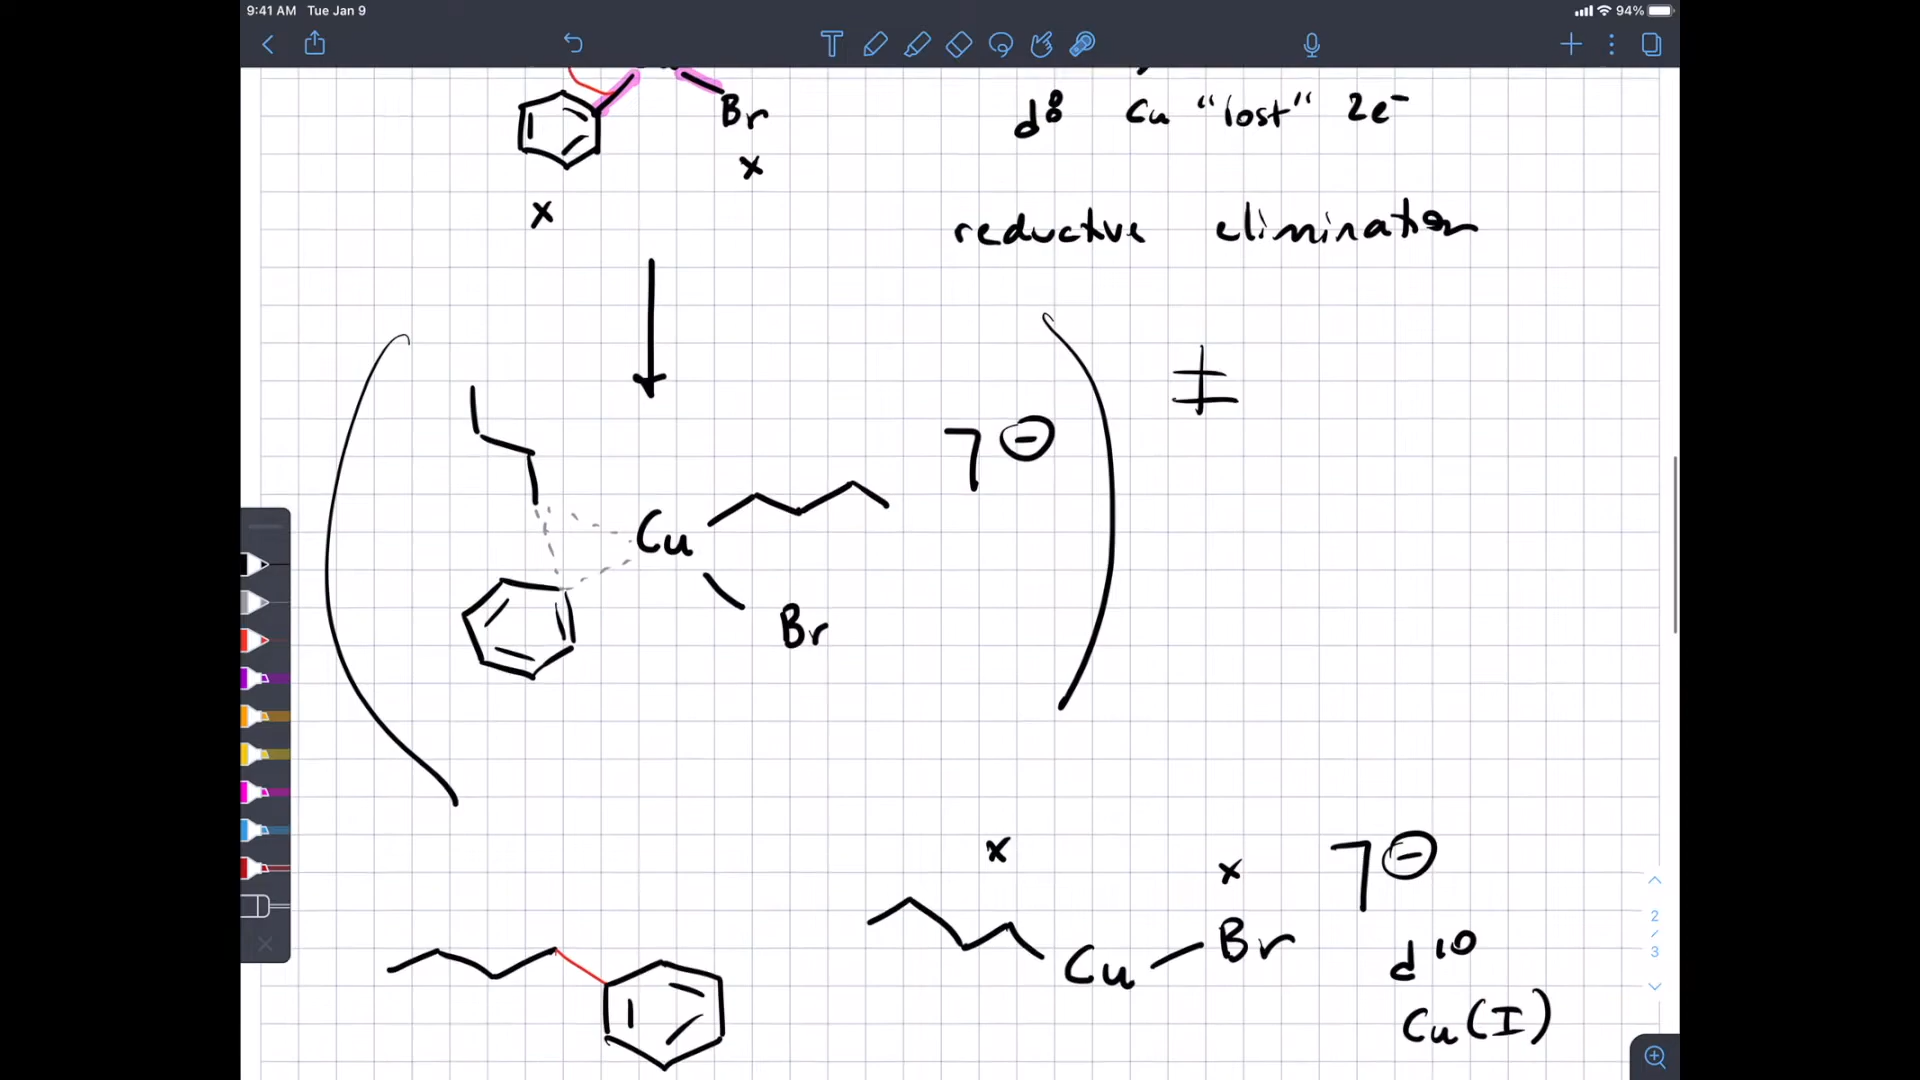 9:41 AM Tue Jan 9
94%
Br
x
x
d8 Cu "lost" 2e-
reductive elimination
‡
Cu
Br
⊖
x
x
Cu
Br
⊖
d10
Cu(I)
2
/
3